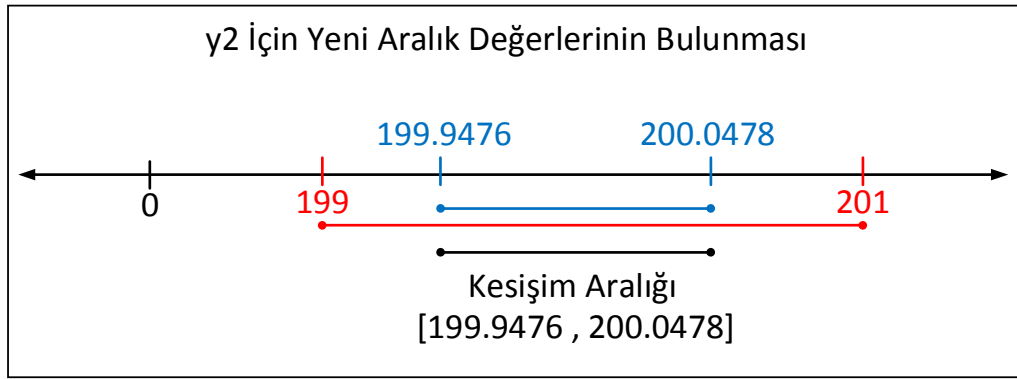 y2 İçin Yeni Aralık Değerlerinin Bulunması
199.9476 200.0478
0 199 201
Kesişim Aralığı
[199.9476 , 200.0478]